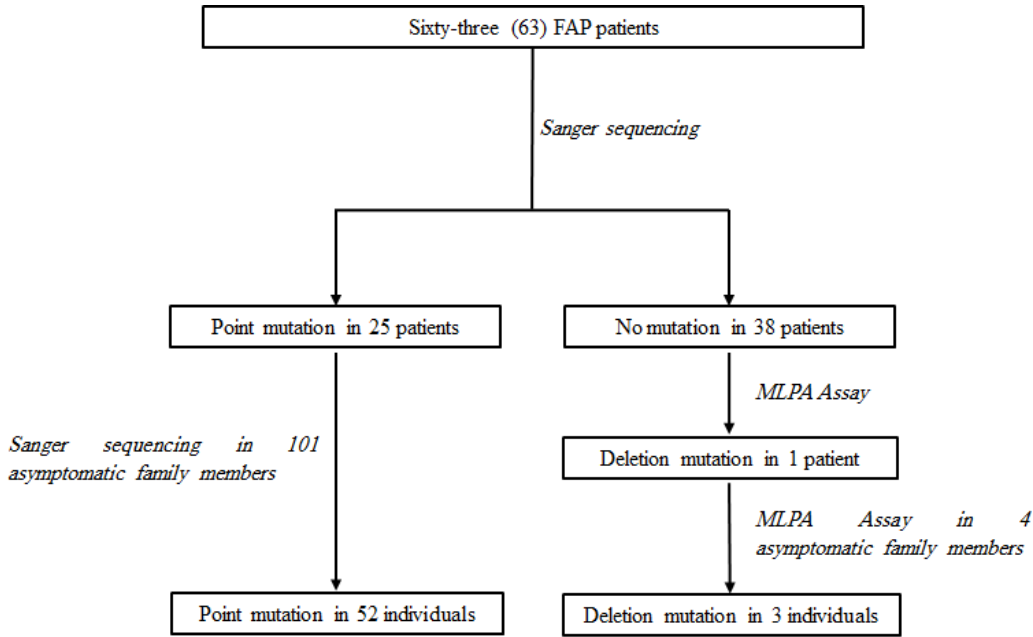 Sixty-three (63) FAP patients
Sanger sequencing
Point mutation in 25 patients
No mutation in 38 patients
MLPA Assay
Sanger sequencing in 101
asymptomatic family members
Deletion mutation in 1 patient
MLPA Assay in 4
asymptomatic family members
Point mutation in 52 individuals
Deletion mutation in 3 individuals